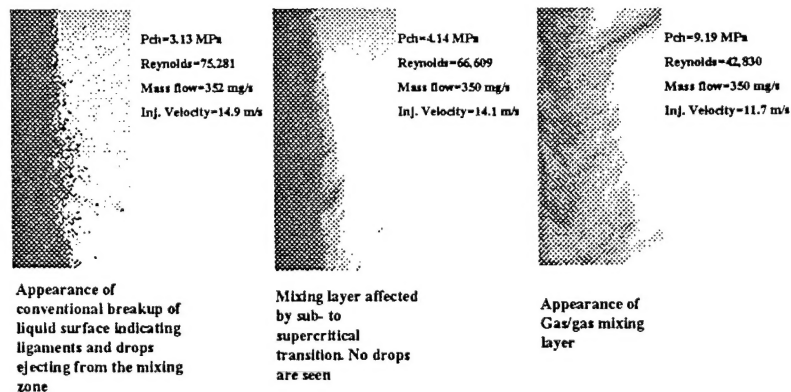 Pch=3.13 MPa
Reynolds=75,281
Mass flow=352 mg/s
Inj. Velocity=14.9 m/s
Appearance of
conventional breakup of
liquid surface indicating
ligaments and drops
ejecting from the mixing
zone
Pch=4.14 MPa
Reynolds=66,609
Mass flow=350 mg/s
Inj. Velocity=14.1 m/s
Mixing layer affected
by sub- to
supercritical
transition. No drops
are seen
Pch=9.19 MPa
Reynolds=42,830
Mass flow=350 mg/s
Inj. Velocity=11.7 m/s
Appearance of
Gas/gas mixing
layer